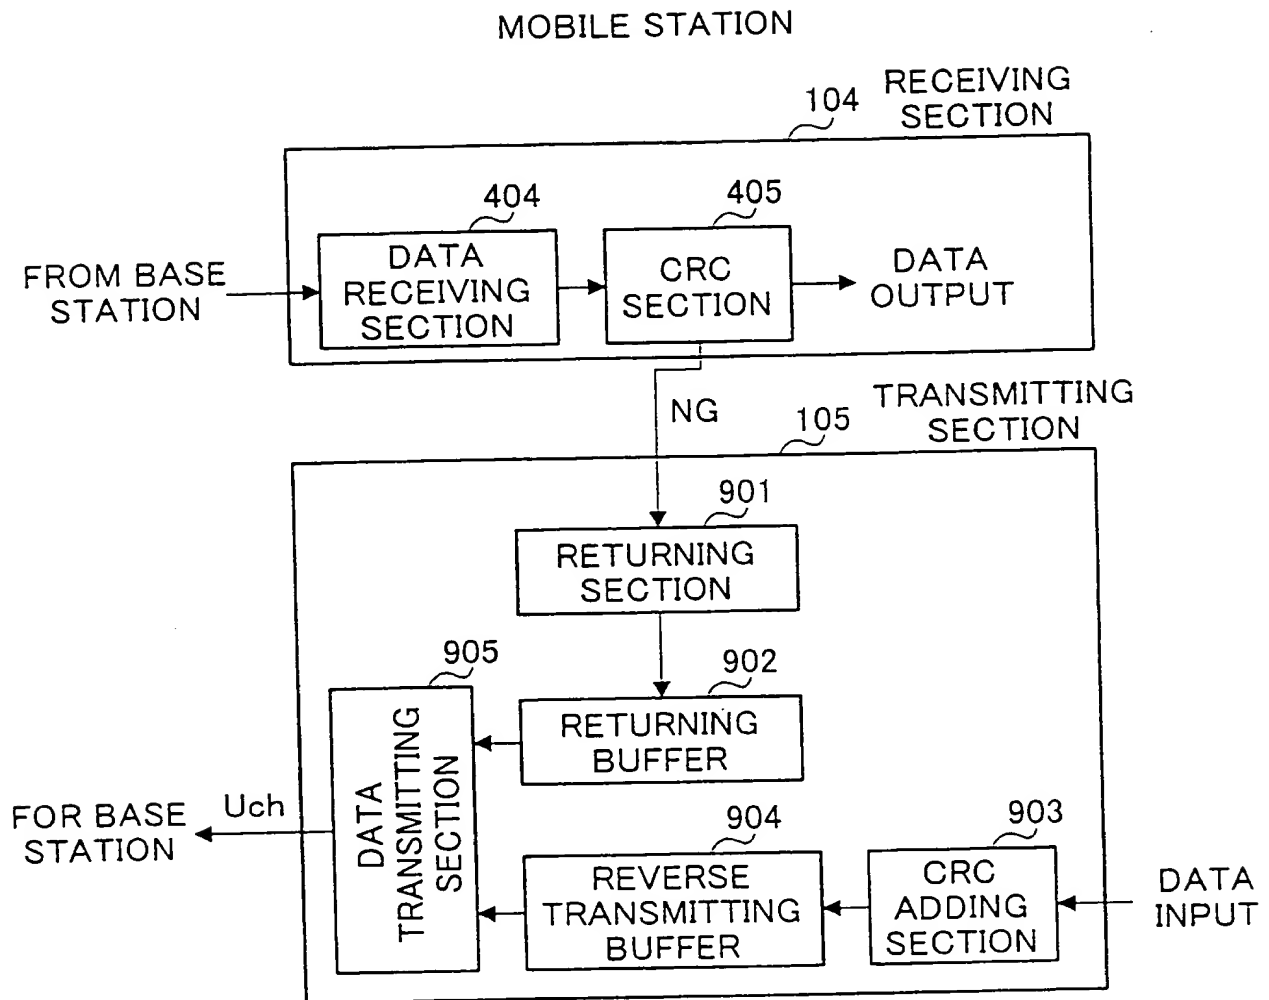 MOBILE STATION
RECEIVING
SECTION
104
404
405
DATA
RECEIVING
SECTION
CRC
SECTION
DATA
OUTPUT
FROM BASE
STATION
NG
TRANSMITTING
SECTION
105
901
RETURNING
SECTION
905
902
RETURNING
BUFFER
DATA
TRANSMITTING
SECTION
Uch
FOR BASE
STATION
904
903
REVERSE
TRANSMITTING
BUFFER
CRC
ADDING
SECTION
DATA
INPUT